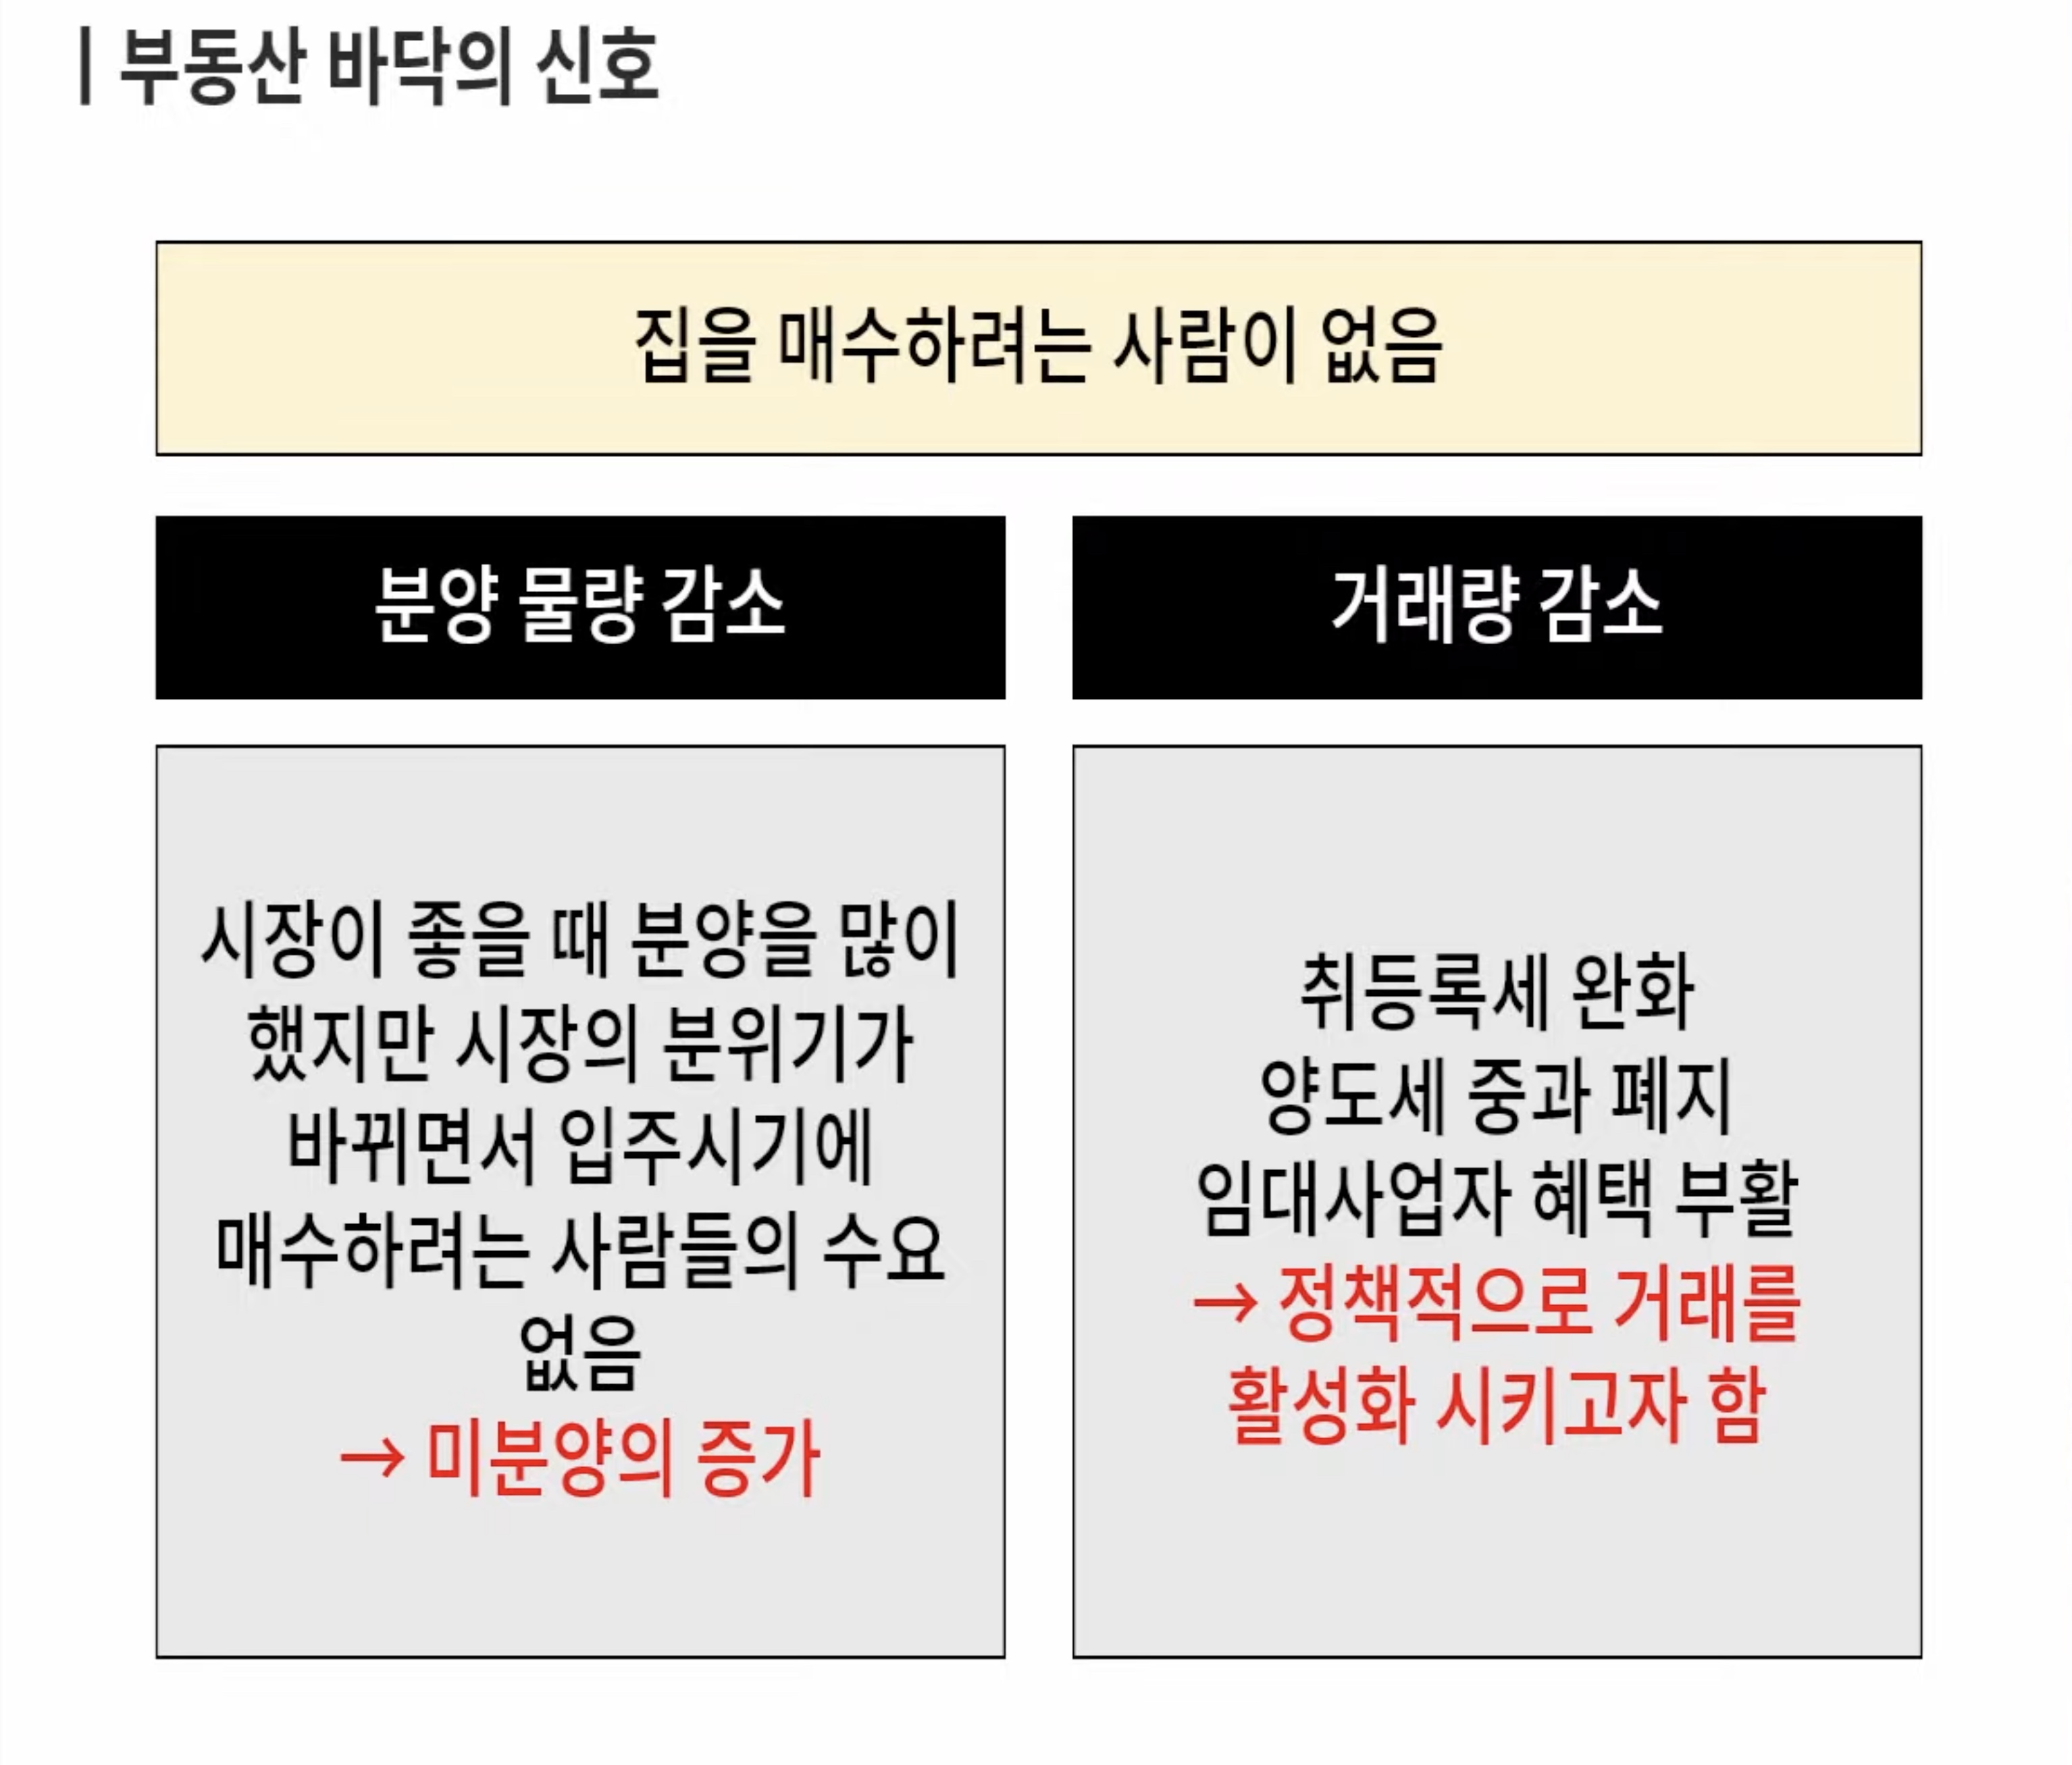 | 부동산 바닥의 신호
집을 매수하려는 사람이 없음
분양 물량 감소
시장이 좋을 때 분양을 많이
했지만 시장의 분위기가
바뀌면서 입주시기에
매수하려는 사람들의 수요
없음
→ 미분양의 증가
거래량 감소
취등록세 완화
양도세 중과 폐지
임대사업자 혜택 부활
→ 정책적으로 거래를
활성화 시키고자 함